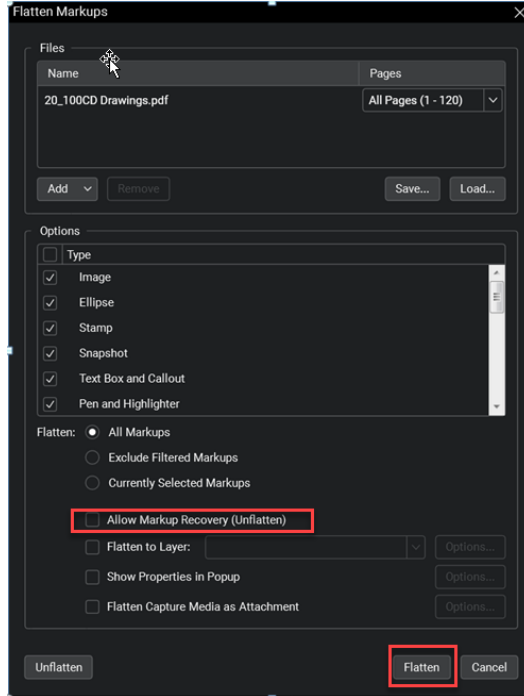 Flatten Markups
Files
Name Pages
20_100CD Drawings.pdf All Pages (1 - 120)
Add Remove Save... Load...
Options
Type
Image
Ellipse
Stamp
Snapshot
Text Box and Callout
Pen and Highlighter
Flatten: All Markups
Exclude Filtered Markups
Currently Selected Markups
Allow Markup Recovery (Unflatten)
Flatten to Layer: Options...
Show Properties in Popup Options...
Flatten Capture Media as Attachment Options...
Unflatten Flatten Cancel